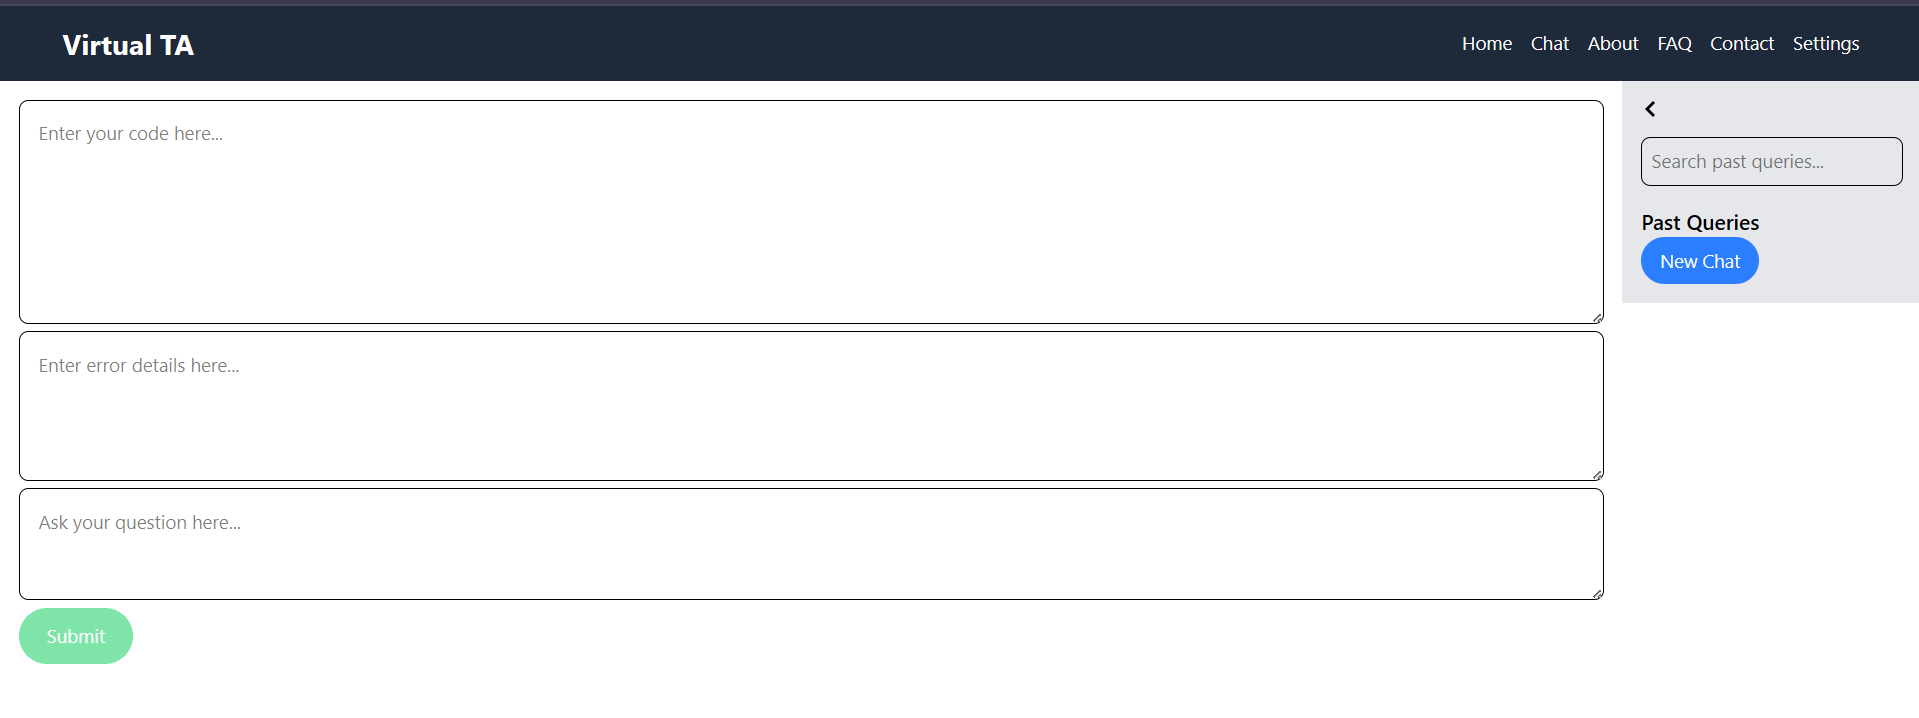 Virtual TA
Home Chat About FAQ Contact Settings
Enter your code here...
Enter error details here...
Ask your question here...
Submit
Search past queries...
Past Queries
New Chat